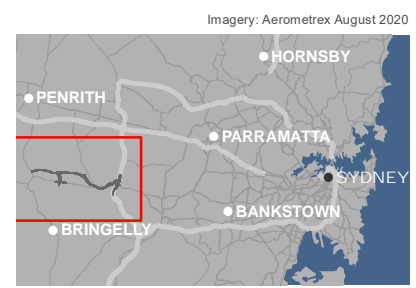 Imagery: Aerometrex August 2020
HORNSBY
PENRITH
PARRAMATTA
SYDNEY
BANKSTOWN
BRINGELLY